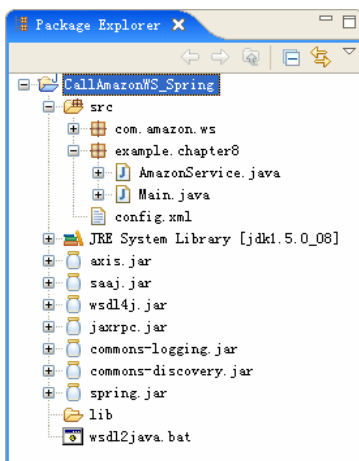 Package Explorer
CallAmazonWS_Spring
src
com.amazon.ws
example.chapter8
AmazonService.java
Main.java
config.xml
JRE System Library [jdk1.5.0_08]
axis.jar
saaj.jar
wsdl4j.jar
jaxrpc.jar
commons-logging.jar
commons-discovery.jar
spring.jar
lib
wsdl2java.bat